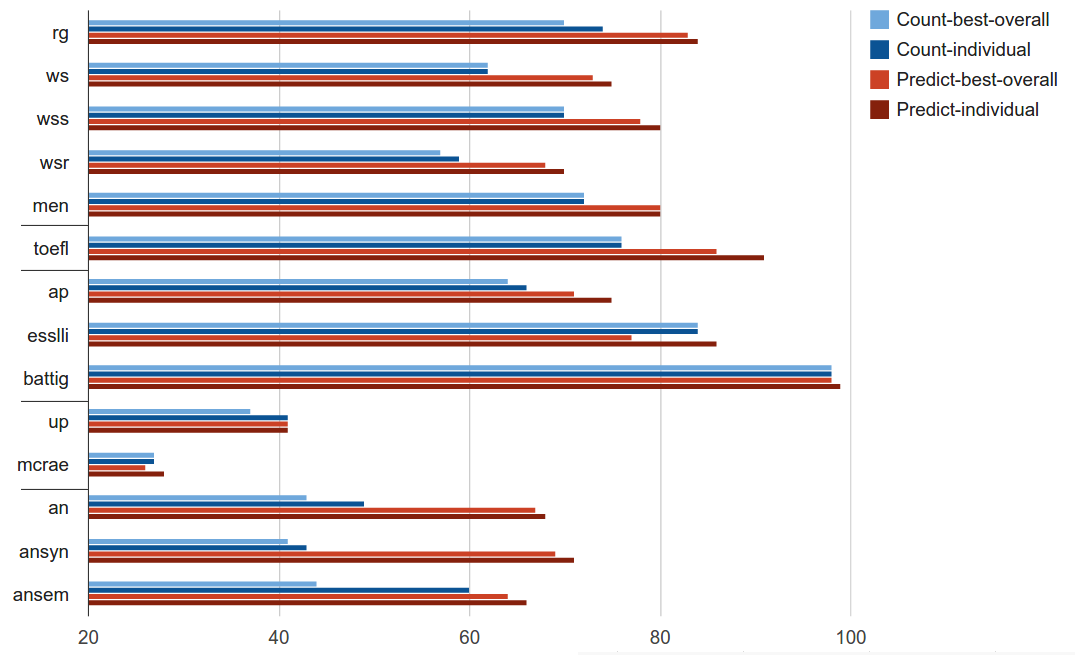 rg
ws
wss
wsr
men
toefl
ap
esslli
battig
up
mcrae
an
ansyn
ansem
20 40 60 80 100
Count-best-overall
Count-individual
Predict-best-overall
Predict-individual